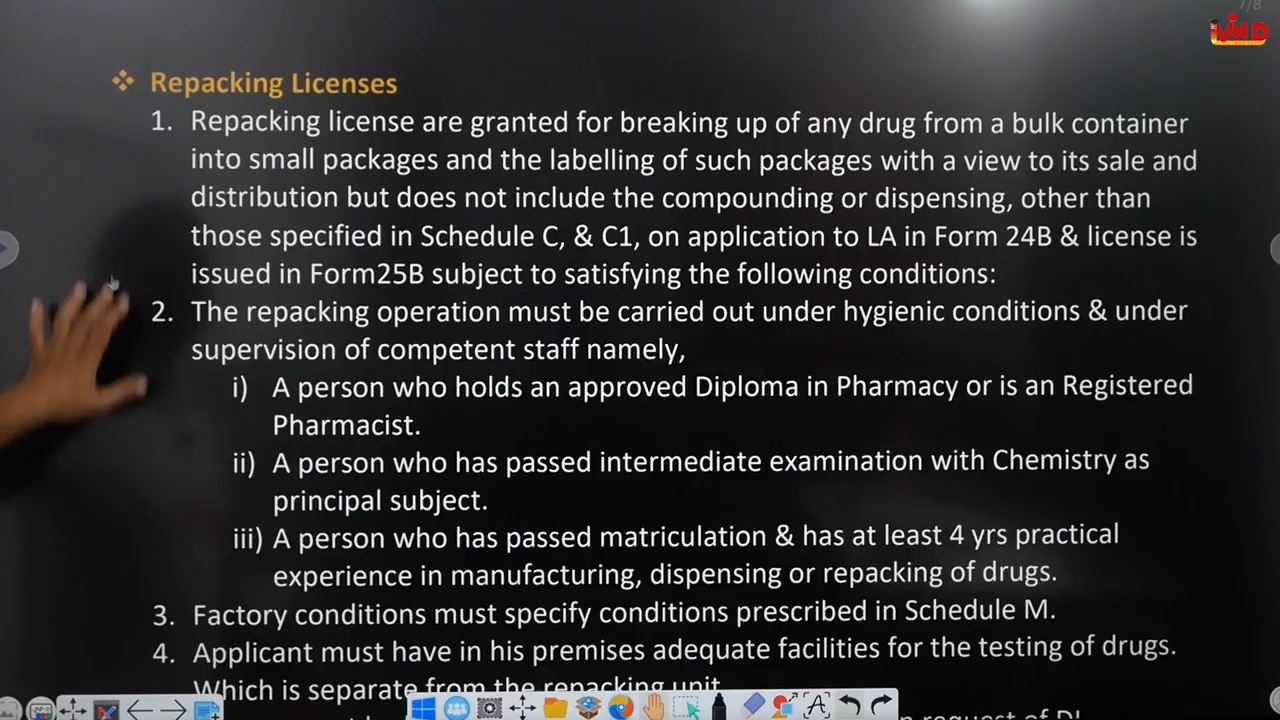 7/8
❖ Repacking Licenses
1. Repacking license are granted for breaking up of any drug from a bulk container
into small packages and the labelling of such packages with a view to its sale and
distribution but does not include the compounding or dispensing, other than
those specified in Schedule C, & C1, on application to LA in Form 24B & license is
issued in Form25B subject to satisfying the following conditions:
2. The repacking operation must be carried out under hygienic conditions & under
supervision of competent staff namely,
i) A person who holds an approved Diploma in Pharmacy or is an Registered
Pharmacist.
ii) A person who has passed intermediate examination with Chemistry as
principal subject.
iii) A person who has passed matriculation & has at least 4 yrs practical
experience in manufacturing, dispensing or repacking of drugs.
3. Factory conditions must specify conditions prescribed in Schedule M.
4. Applicant must have in his premises adequate facilities for the testing of drugs.
Which is separate from the repacking unit
request of